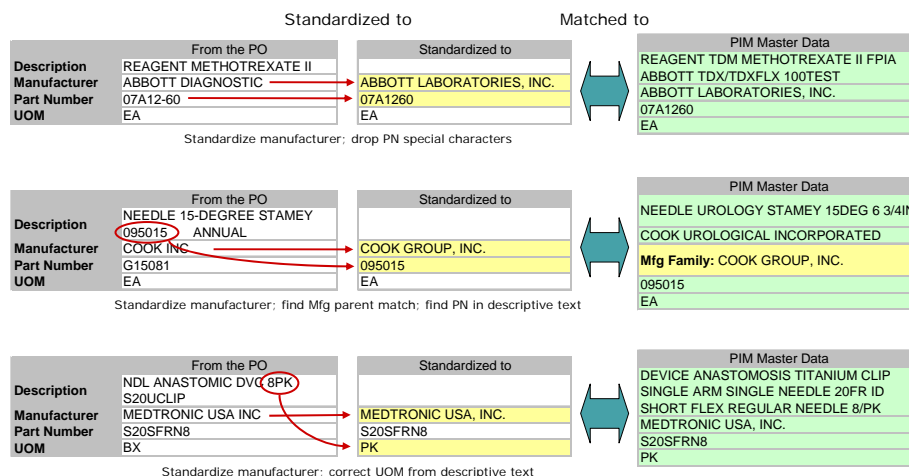 Standardized to Matched to
From the PO Standardized to PIM Master Data
Description REAGENT METHOTREXATE II REAGENT TDM METHOTREXATE II FPIA
ABBOTT TDX/TDXFLX 100TEST
Manufacturer ABBOTT DIAGNOSTIC ABBOTT LABORATORIES, INC. ABBOTT LABORATORIES, INC.
Part Number 07A12-60 07A1260 07A1260
UOM EA EA EA
Standardize manufacturer; drop PN special characters
From the PO Standardized to PIM Master Data
Description NEEDLE 15-DEGREE STAMEY NEEDLE UROLOGY STAMEY 15DEG 6 3/4IN
095015 ANNUAL
Manufacturer COOK INC COOK GROUP, INC. COOK UROLOGICAL INCORPORATED
Mfg Family: COOK GROUP, INC.
Part Number G15081 095015 095015
UOM EA EA EA
Standardize manufacturer; find Mfg parent match; find PN in descriptive text
From the PO Standardized to PIM Master Data
Description NDL ANASTOMIC DVC 8PK DEVICE ANASTOMOSIS TITANIUM CLIP
S20UCLIP SINGLE ARM SINGLE NEEDLE 20FR ID
SHORT FLEX REGULAR NEEDLE 8/PK
Manufacturer MEDTRONIC USA INC MEDTRONIC USA, INC. MEDTRONIC USA, INC.
Part Number S20SFRN8 S20SFRN8 S20SFRN8
UOM BX PK PK
Standardize manufacturer; correct UOM from descriptive text